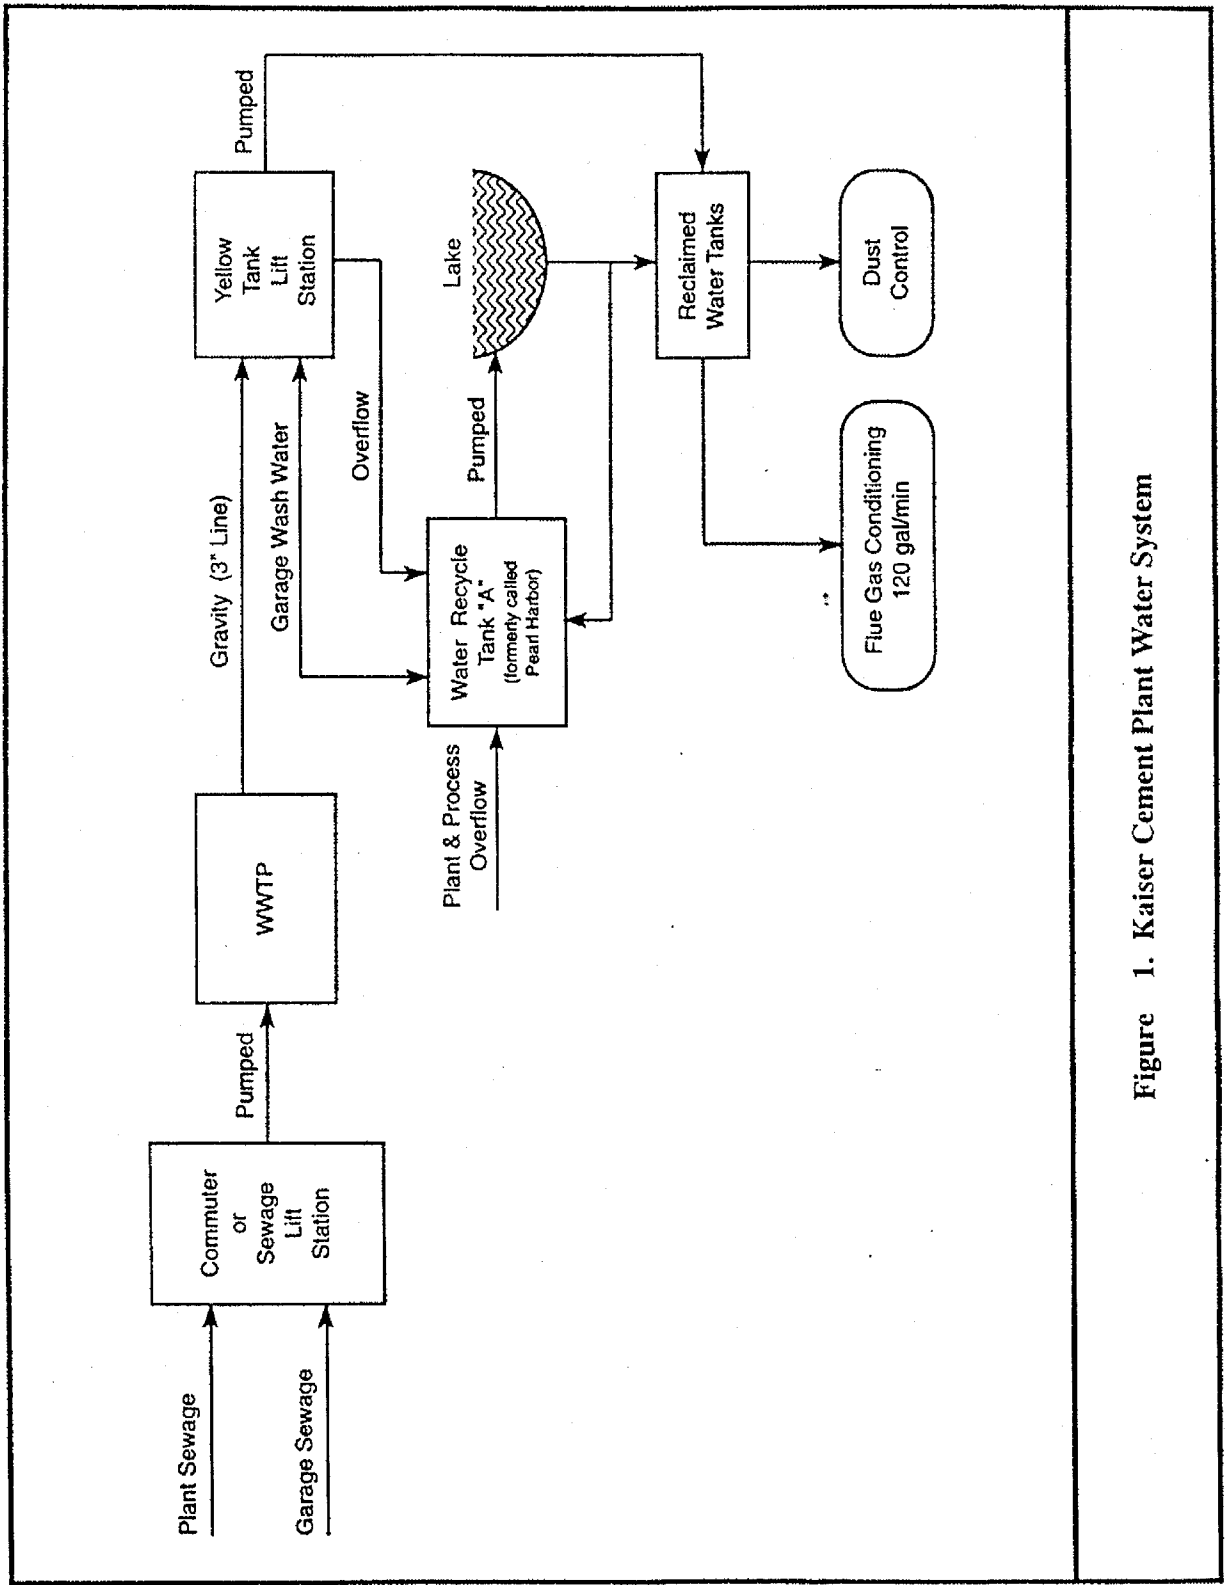 Plant Sewage
Garage Sewage
Commuter
or
Sewage
Lift
Station
Pumped
WWTP
Gravity (3" Line)
Garage Wash Water
Overflow
Yellow
Tank
Lift
Station
Pumped
Plant & Process
Overflow
Water Recycle
Tank "A"
(formerly called
Pearl Harbor)
Pumped
Lake
Reclaimed
Water Tanks
Flue Gas Conditioning
120 gal/min
Dust
Control
Figure 1. Kaiser Cement Plant Water System